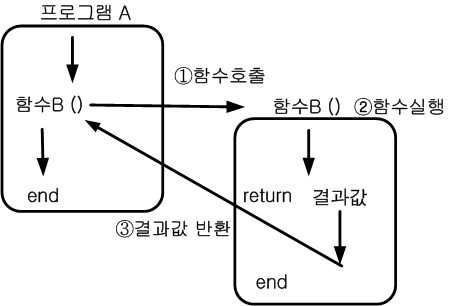 프로그램 A
①함수호출
함수B () 함수B () ②함수실행
end return 결과값
③결과값 반환
end